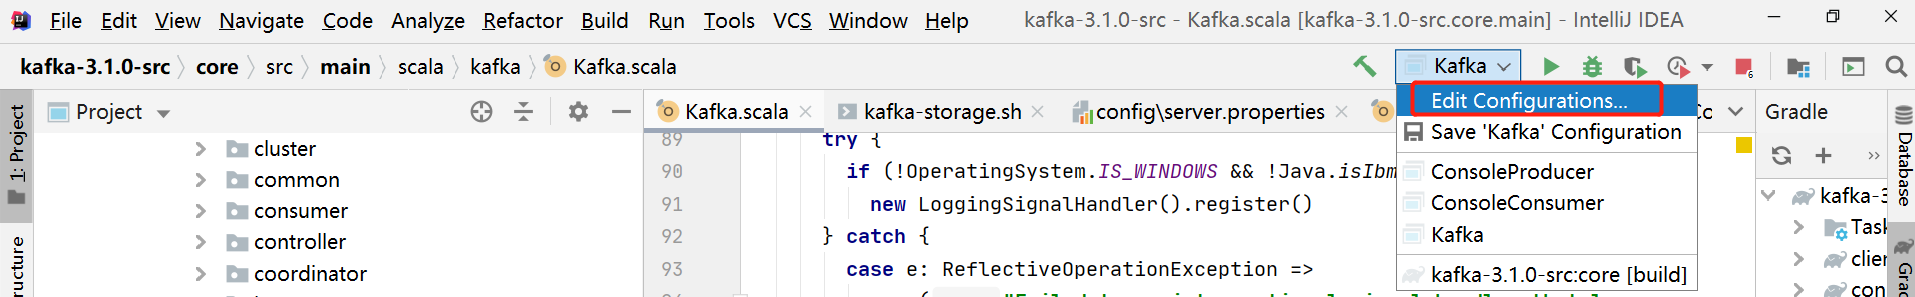 File Edit View Navigate Code Analyze Refactor Build Run Tools VCS Window Help kafka-3.1.0-src - Kafka.scala [kafka-3.1.0-src.core.main] - IntelliJ IDEA
kafka-3.1.0-src core src main scala kafka Kafka.scala Kafka 6
1: Project
Project
Kafka.scala kafka-storage.sh config\server.properties
Edit Configurations...
Save 'Kafka' Configuration
ConsoleProducer
ConsoleConsumer
Kafka
kafka-3.1.0-src:core [build]
Gradle
Database
cluster
common
consumer
controller
coordinator
89 try {
90 if (!OperatingSystem.IS_WINDOWS && !Java.isIbm
91 new LoggingSignalHandler().register()
92 } catch {
93 case e: ReflectiveOperationException =>
kafka-3
Task
clien
con
ructure
Grad